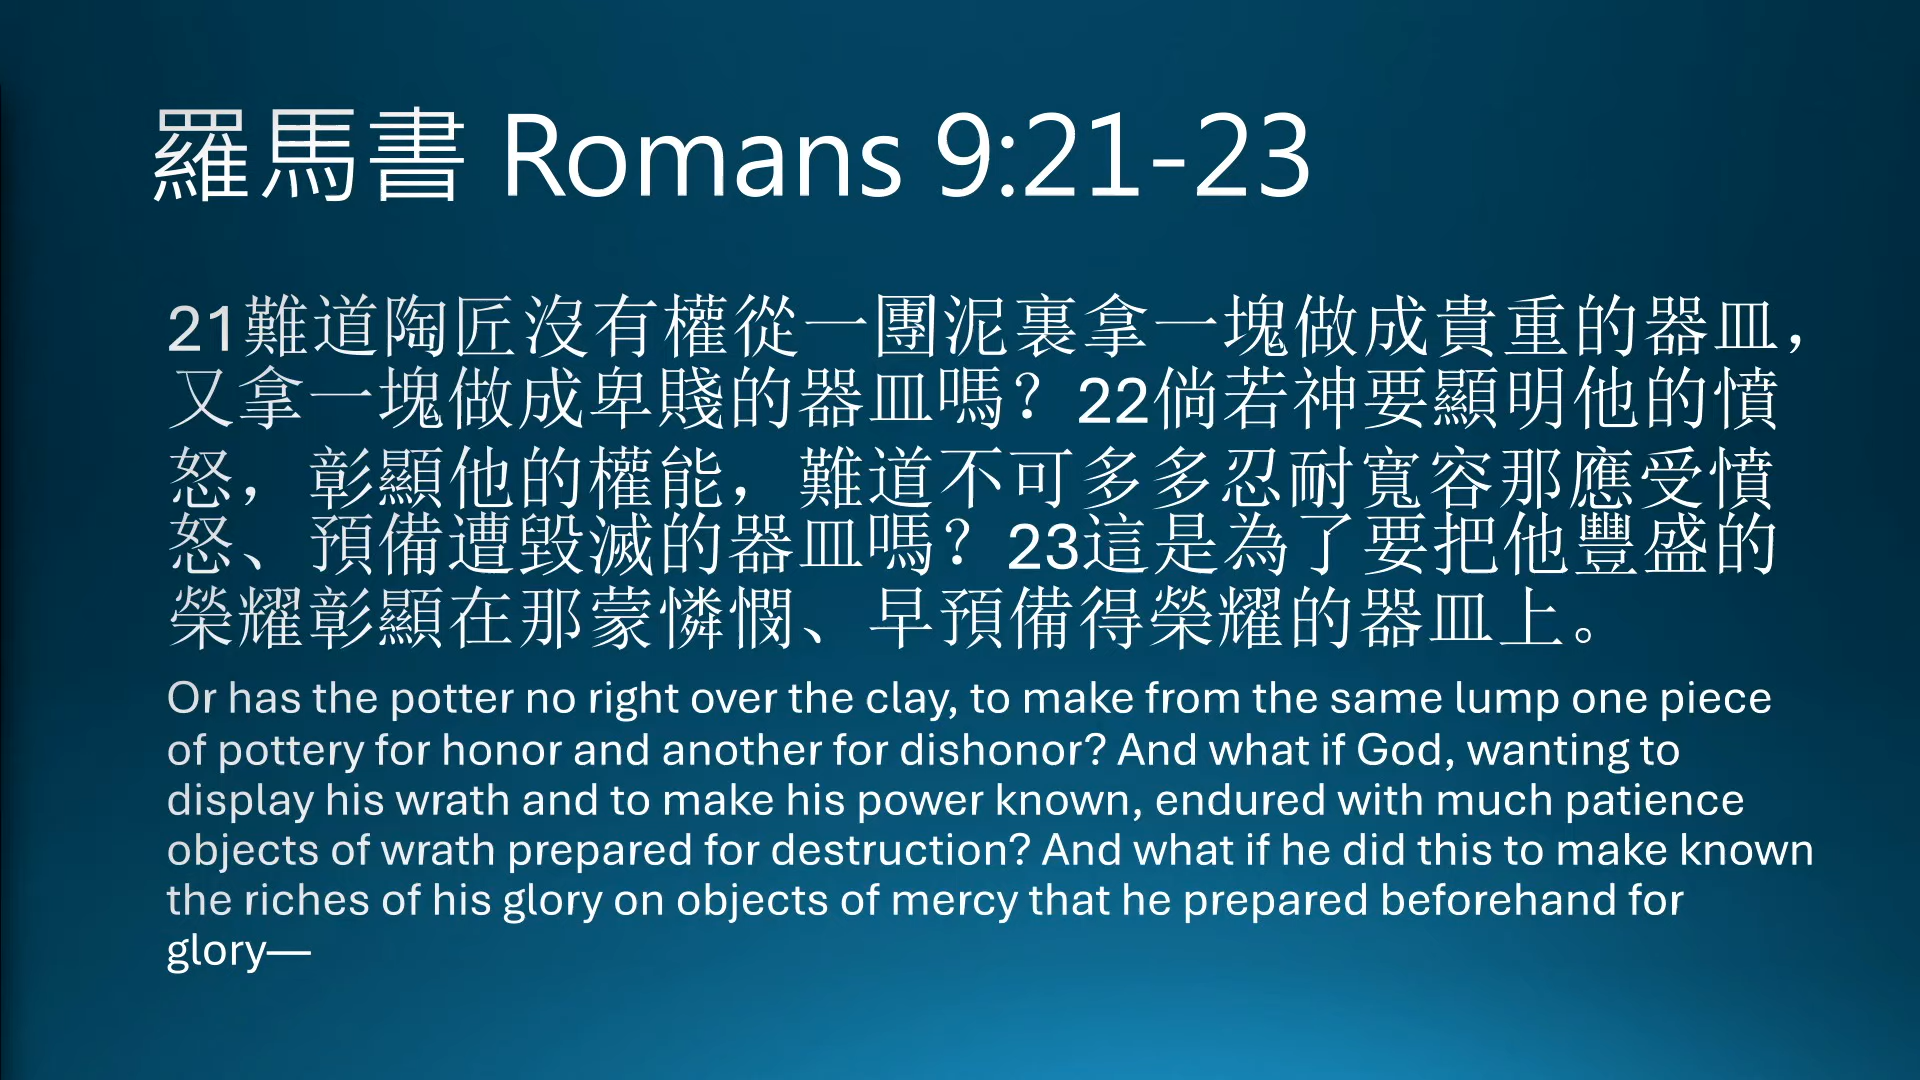 羅馬書 Romans 9:21-23
21難道陶匠沒有權從一團泥裏拿一塊做成貴重的器皿，
又拿一塊做成卑賤的器皿嗎？22倘若神要顯明他的憤
怒，彰顯他的權能，難道不可多多忍耐寬容那應受憤
怒、預備遭毀滅的器皿嗎？23這是為了要把他豐盛的
榮耀彰顯在那蒙憐憫、早預備得榮耀的器皿上。
Or has the potter no right over the clay, to make from the same lump one piece
of pottery for honor and another for dishonor? And what if God, wanting to
display his wrath and to make his power known, endured with much patience
objects of wrath prepared for destruction? And what if he did this to make known
the riches of his glory on objects of mercy that he prepared beforehand for
glory—